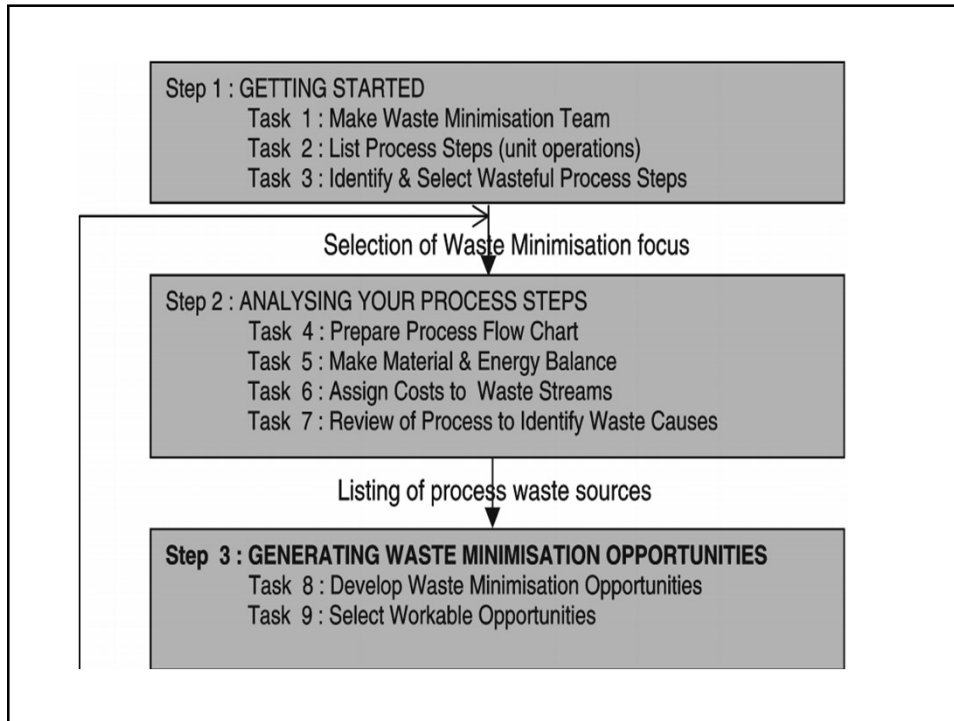 Step 1 : GETTING STARTED
Task 1 : Make Waste Minimisation Team
Task 2 : List Process Steps (unit operations)
Task 3 : Identify & Select Wasteful Process Steps
Selection of Waste Minimisation focus
Step 2 : ANALYSING YOUR PROCESS STEPS
Task 4 : Prepare Process Flow Chart
Task 5 : Make Material & Energy Balance
Task 6 : Assign Costs to Waste Streams
Task 7 : Review of Process to Identify Waste Causes
Listing of process waste sources
Step 3 : GENERATING WASTE MINIMISATION OPPORTUNITIES
Task 8 : Develop Waste Minimisation Opportunities
Task 9 : Select Workable Opportunities